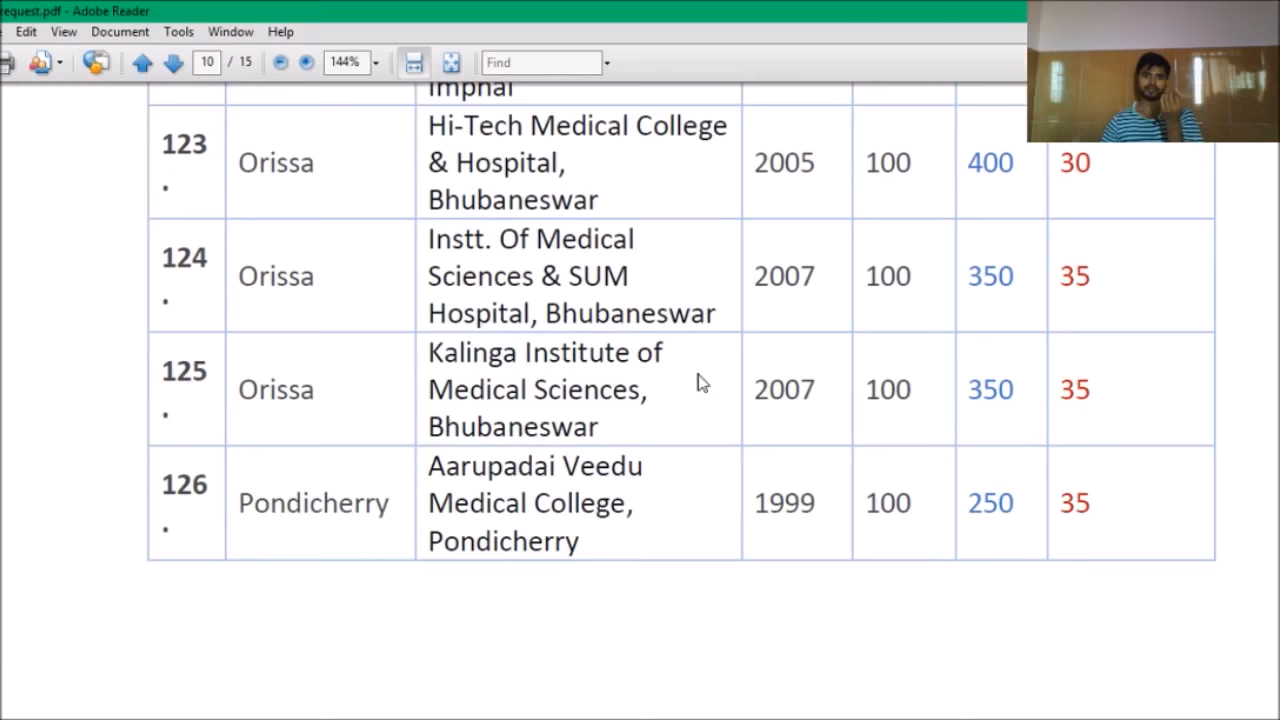 request.pdf - Adobe Reader
Edit View Document Tools Window Help
10 / 15 144% Find
Imphal
123 Orissa Hi-Tech Medical College 2005 100 400 30
. & Hospital,
Bhubaneswar
124 Orissa Instt. Of Medical 2007 100 350 35
. Sciences & SUM
Hospital, Bhubaneswar
125 Orissa Kalinga Institute of 2007 100 350 35
. Medical Sciences,
Bhubaneswar
126 Pondicherry Aarupadai Veedu 1999 100 250 35
. Medical College,
Pondicherry